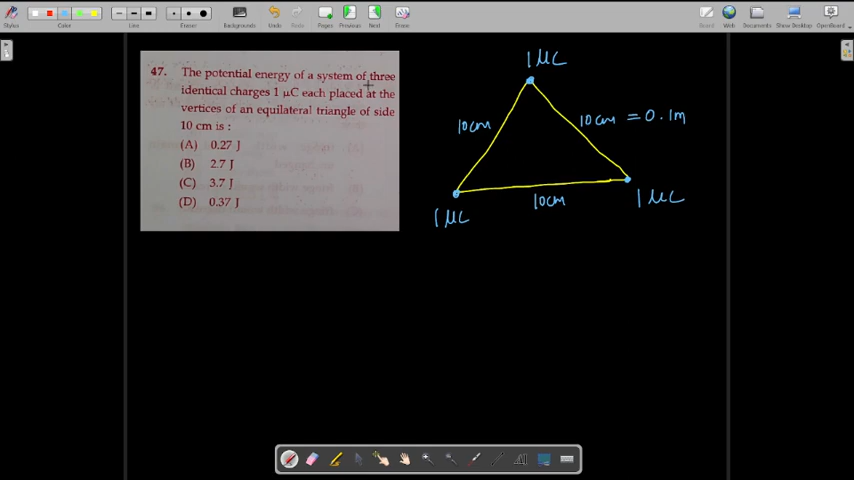 Stylus
Color
Line
Eraser
Backgrounds
Undo
Redo
Pages
Previous
Next
Erase
Board
Web
Documents
Show Desktop
OpenBoard
47. The potential energy of a system of three
identical charges 1 μC each placed at the
vertices of an equilateral triangle of side
10 cm is :
(A) 0.27 J
(B) 2.7 J
(C) 3.7 J
(D) 0.37 J
1 μC
10cm
10cm = 0.1m
10cm
1 μC
1 μC